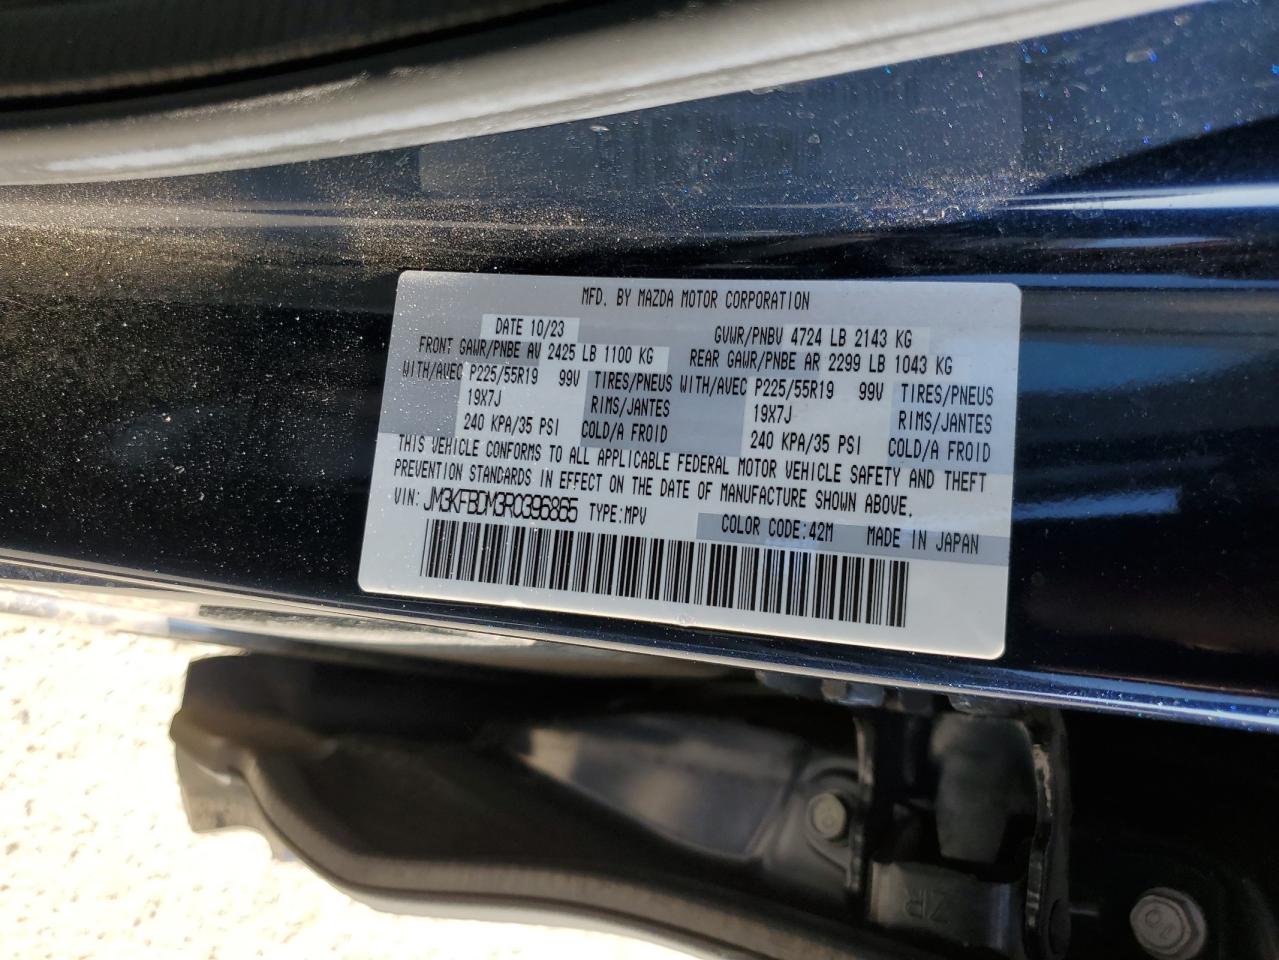 MFD. BY MAZDA MOTOR CORPORATION
DATE 10/23 GVWR/PNBV 4724 LB 2143 KG
FRONT GAWR/PNBE AV 2425 LB 1100 KG REAR GAWR/PNBE AR 2299 LB 1043 KG
WITH/AVEC P225/55R19 99V TIRES/PNEUS WITH/AVEC P225/55R19 99V TIRES/PNEUS
19X7J RIMS/JANTES 19X7J RIMS/JANTES
240 KPA/35 PSI COLD/A FROID 240 KPA/35 PSI COLD/A FROID
THIS VEHICLE CONFORMS TO ALL APPLICABLE FEDERAL MOTOR VEHICLE SAFETY AND THEFT
PREVENTION STANDARDS IN EFFECT ON THE DATE OF MANUFACTURE SHOWN ABOVE.
VIN: JM3KFBDM3R0396865 TYPE:MPV
COLOR CODE:42M MADE IN JAPAN
ZR
10